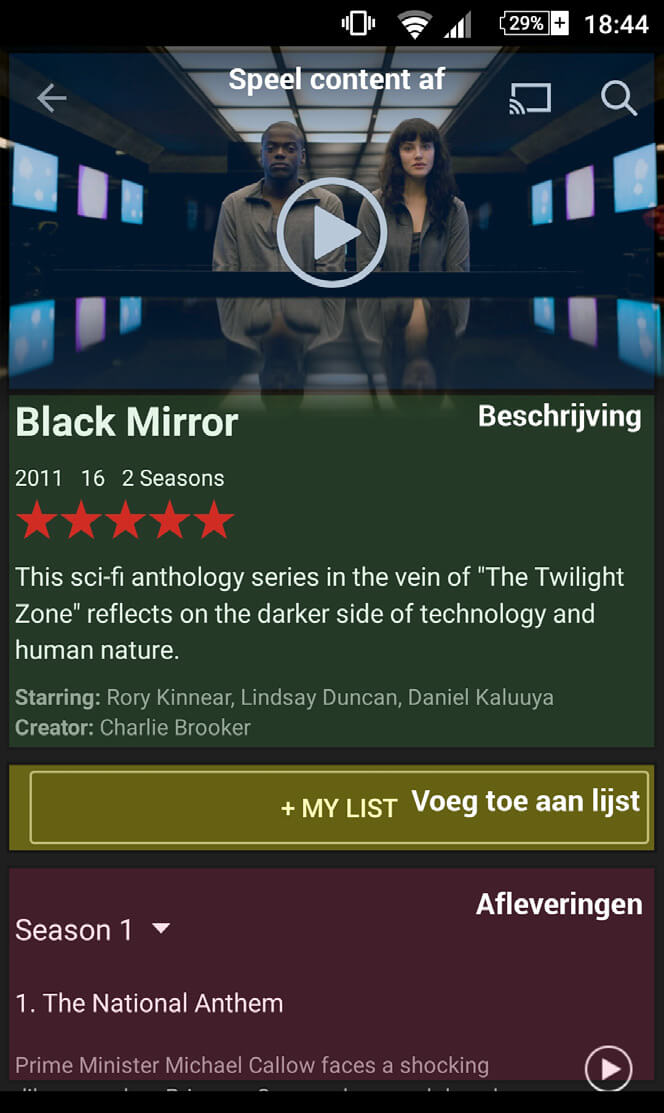 29% 18:44
Speel content af
Black Mirror
Beschrijving
2011 16 2 Seasons
This sci-fi anthology series in the vein of "The Twilight
Zone" reflects on the darker side of technology and
human nature.
Starring: Rory Kinnear, Lindsay Duncan, Daniel Kaluuya
Creator: Charlie Brooker
+ MY LIST Voeg toe aan lijst
Afleveringen
Season 1
1. The National Anthem
Prime Minister Michael Callow faces a shocking